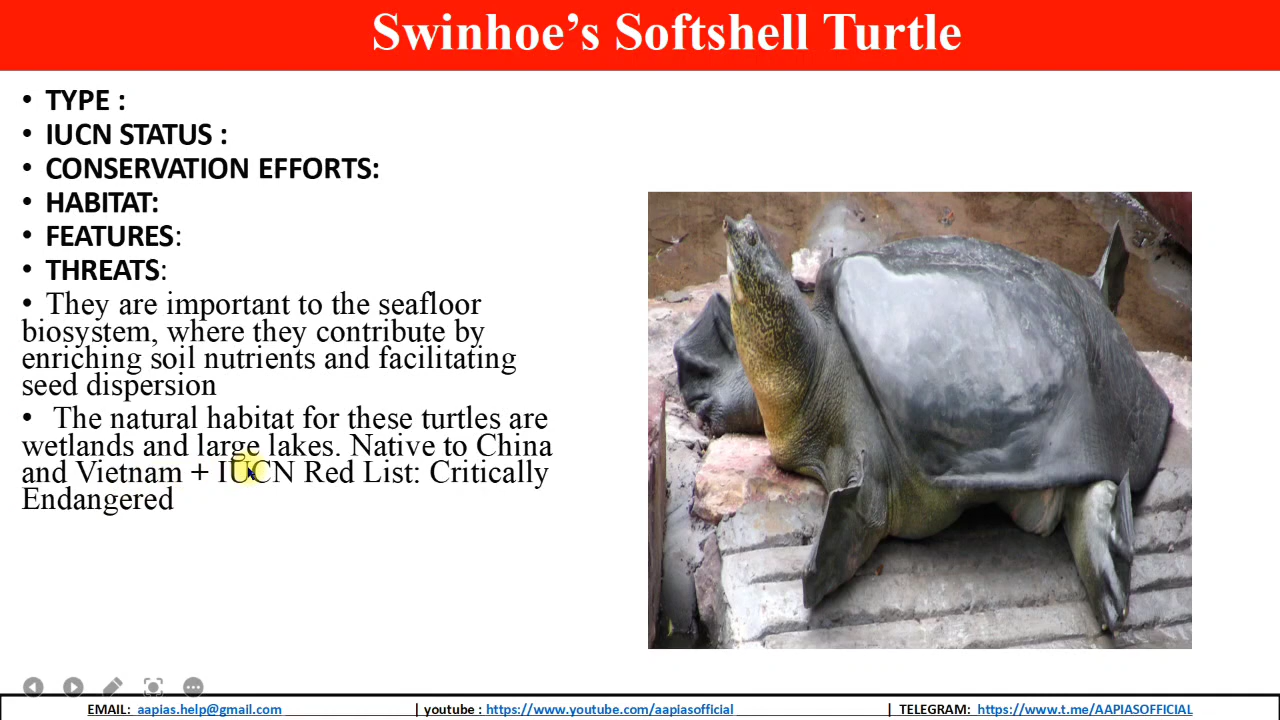 Swinhoe’s Softshell Turtle
• TYPE :
• IUCN STATUS :
• CONSERVATION EFFORTS:
• HABITAT:
• FEATURES:
• THREATS:
• They are important to the seafloor
biosystem, where they contribute by
enriching soil nutrients and facilitating
seed dispersion
• The natural habitat for these turtles are
wetlands and large lakes. Native to China
and Vietnam + IUCN Red List: Critically
Endangered
EMAIL: aapias.help@gmail.com | youtube : https://www.youtube.com/aapiasofficial | TELEGRAM: https://www.t.me/AAPIASOFFICIAL